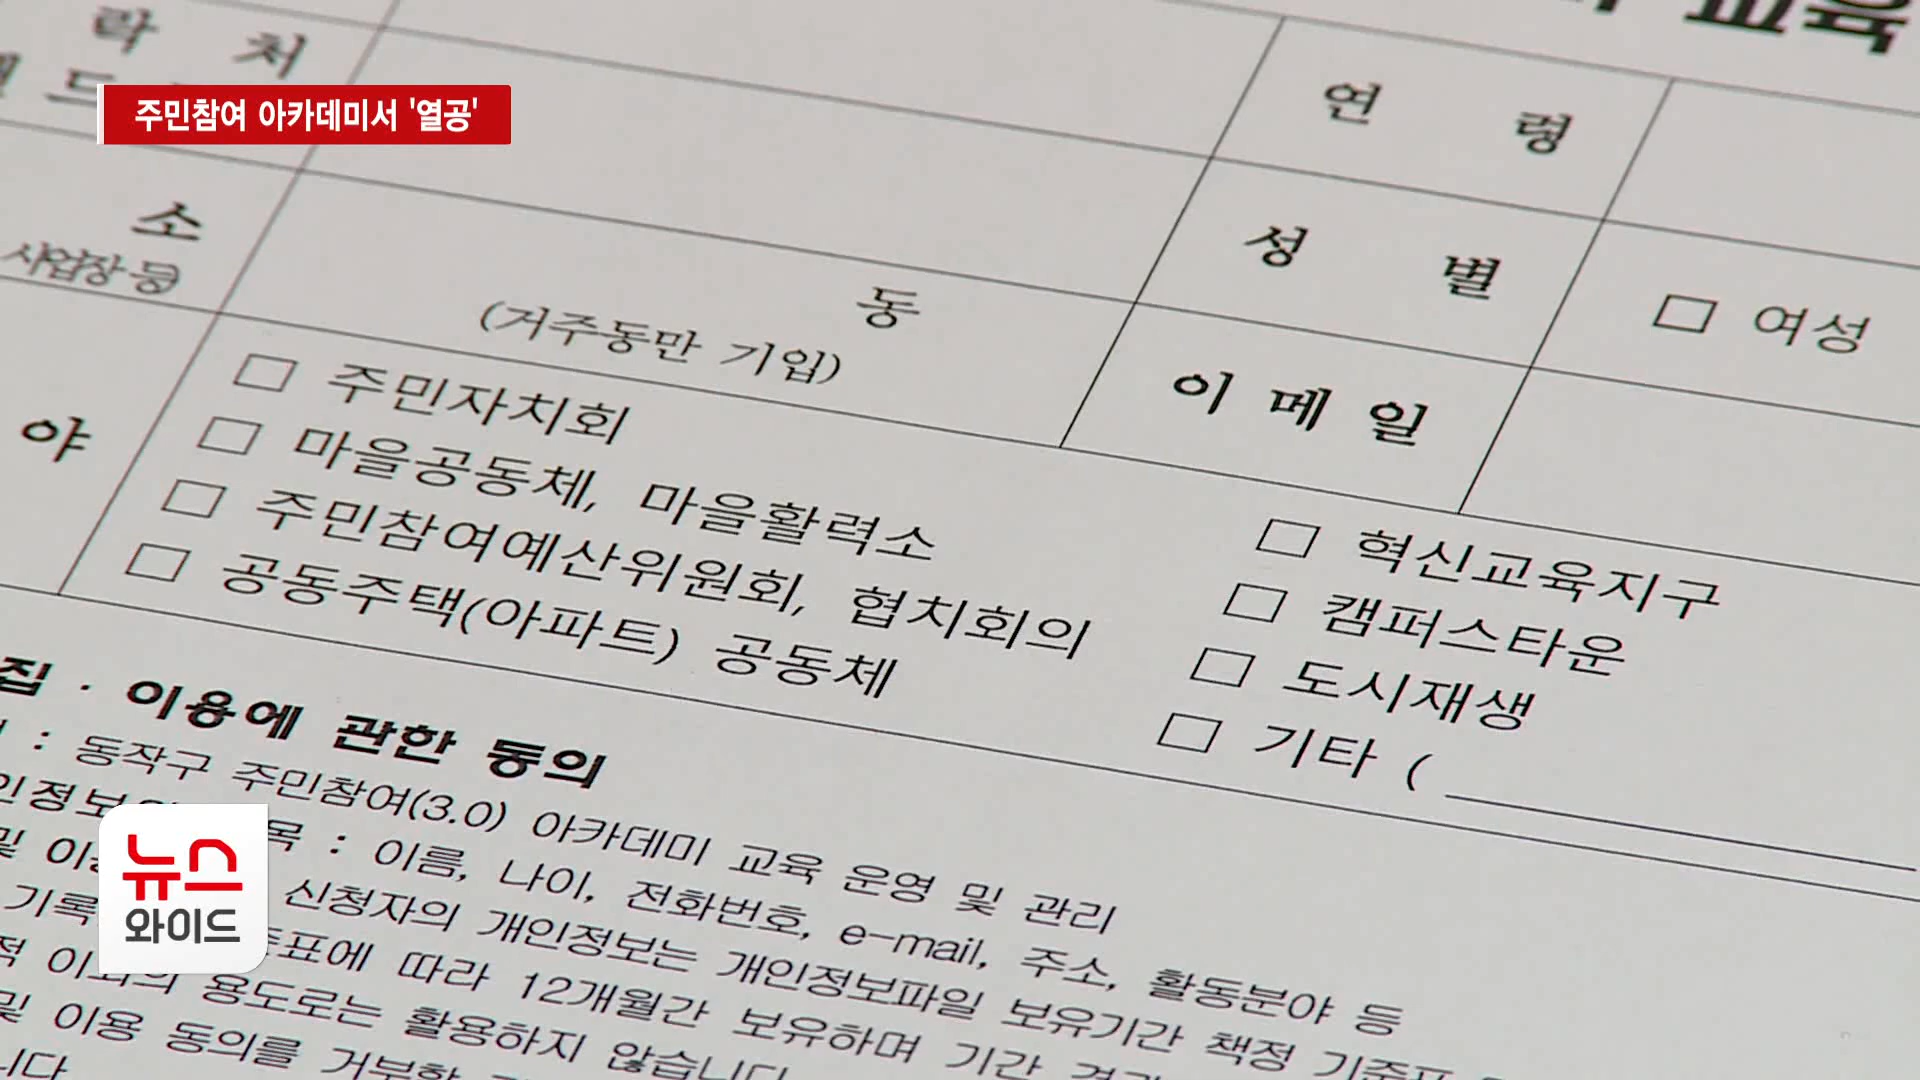 교육
락 처
연 령
주민참여 아카데미서 '열공'
소
사업장 등)
동
(거주동만 기입)
성 별
□ 여성
이 메 일
야
□ 주민자치회
□ 마을공동체, 마을활력소
□ 주민참여예산위원회, 협치회의
□ 공동주택(아파트) 공동체
□ 혁신교육지구
□ 캠퍼스타운
□ 도시재생
□ 기타 (
집 · 이용에 관한 동의
: 동작구 주민참여(3.0) 아카데미 교육 운영 및 관리
목 : 이름, 나이, 전화번호, e-mail, 주소, 활동분야 등
신청자의 개인정보는 개인정보파일 보유기간 책정 기준표
표에 따라 12개월간 보유하며 기간
이외의 용도로는 활용하지 않습니다
및 이용 동의를 거부할
니다
뉴스
와이드